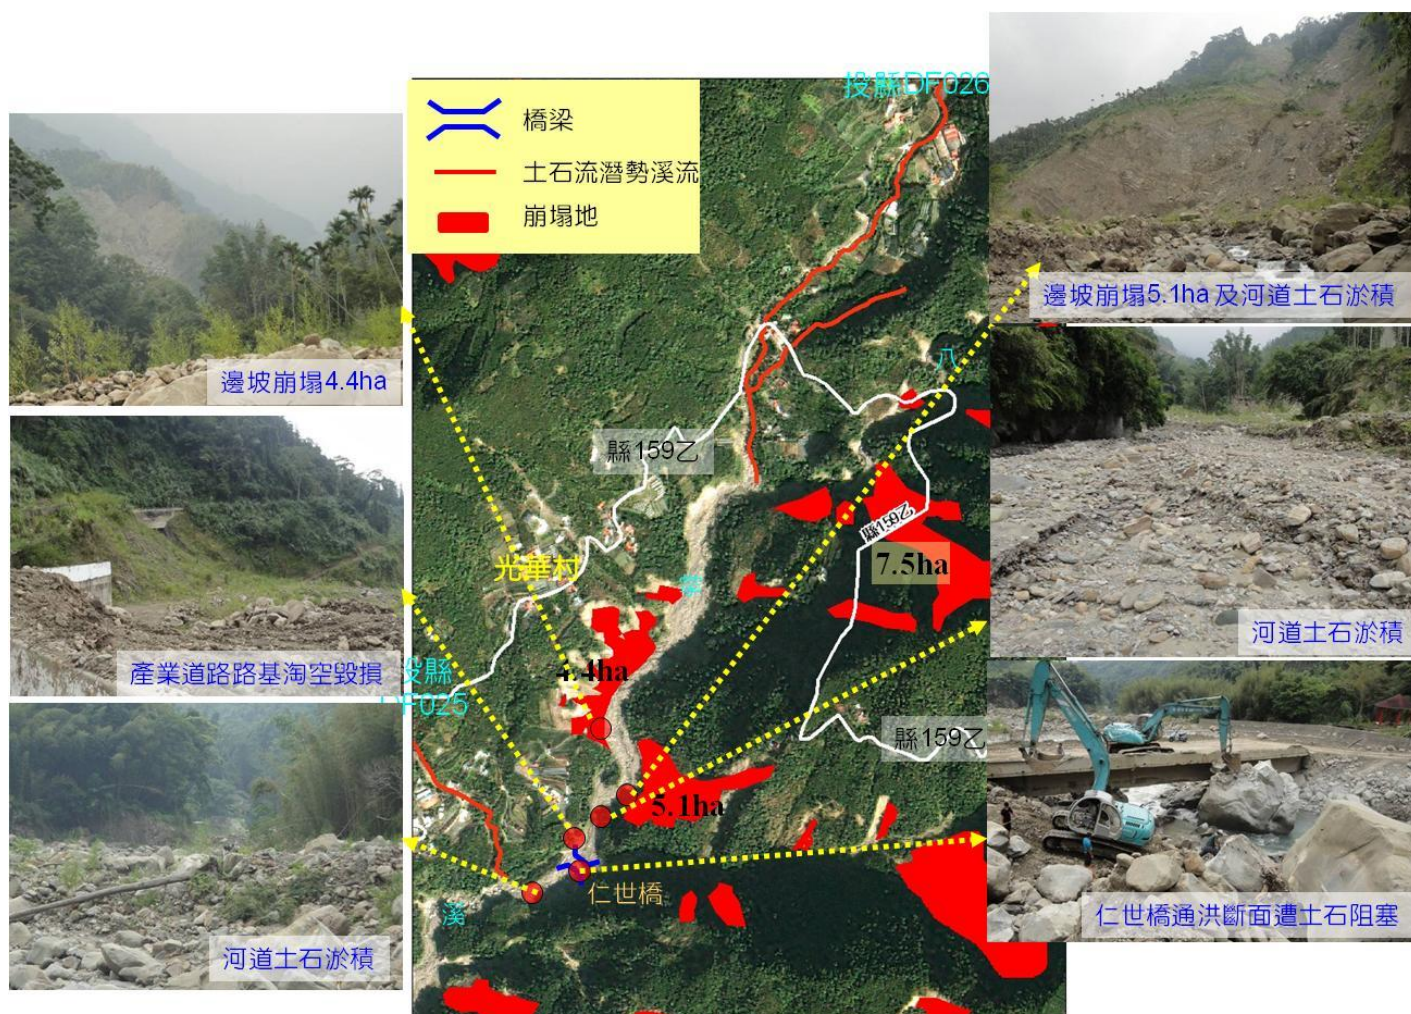 橋梁
土石流潛勢溪流
崩塌地
投縣DF026
邊坡崩塌4.4ha
產業道路路基淘空毀損
河道土石淤積
縣159乙
八
縣159乙
7.5ha
光華村
4.4ha
投縣
DF025
縣159乙
5.1ha
仁世橋
溪
邊坡崩塌5.1ha及河道土石淤積
河道土石淤積
仁世橋通洪斷面遭土石阻塞